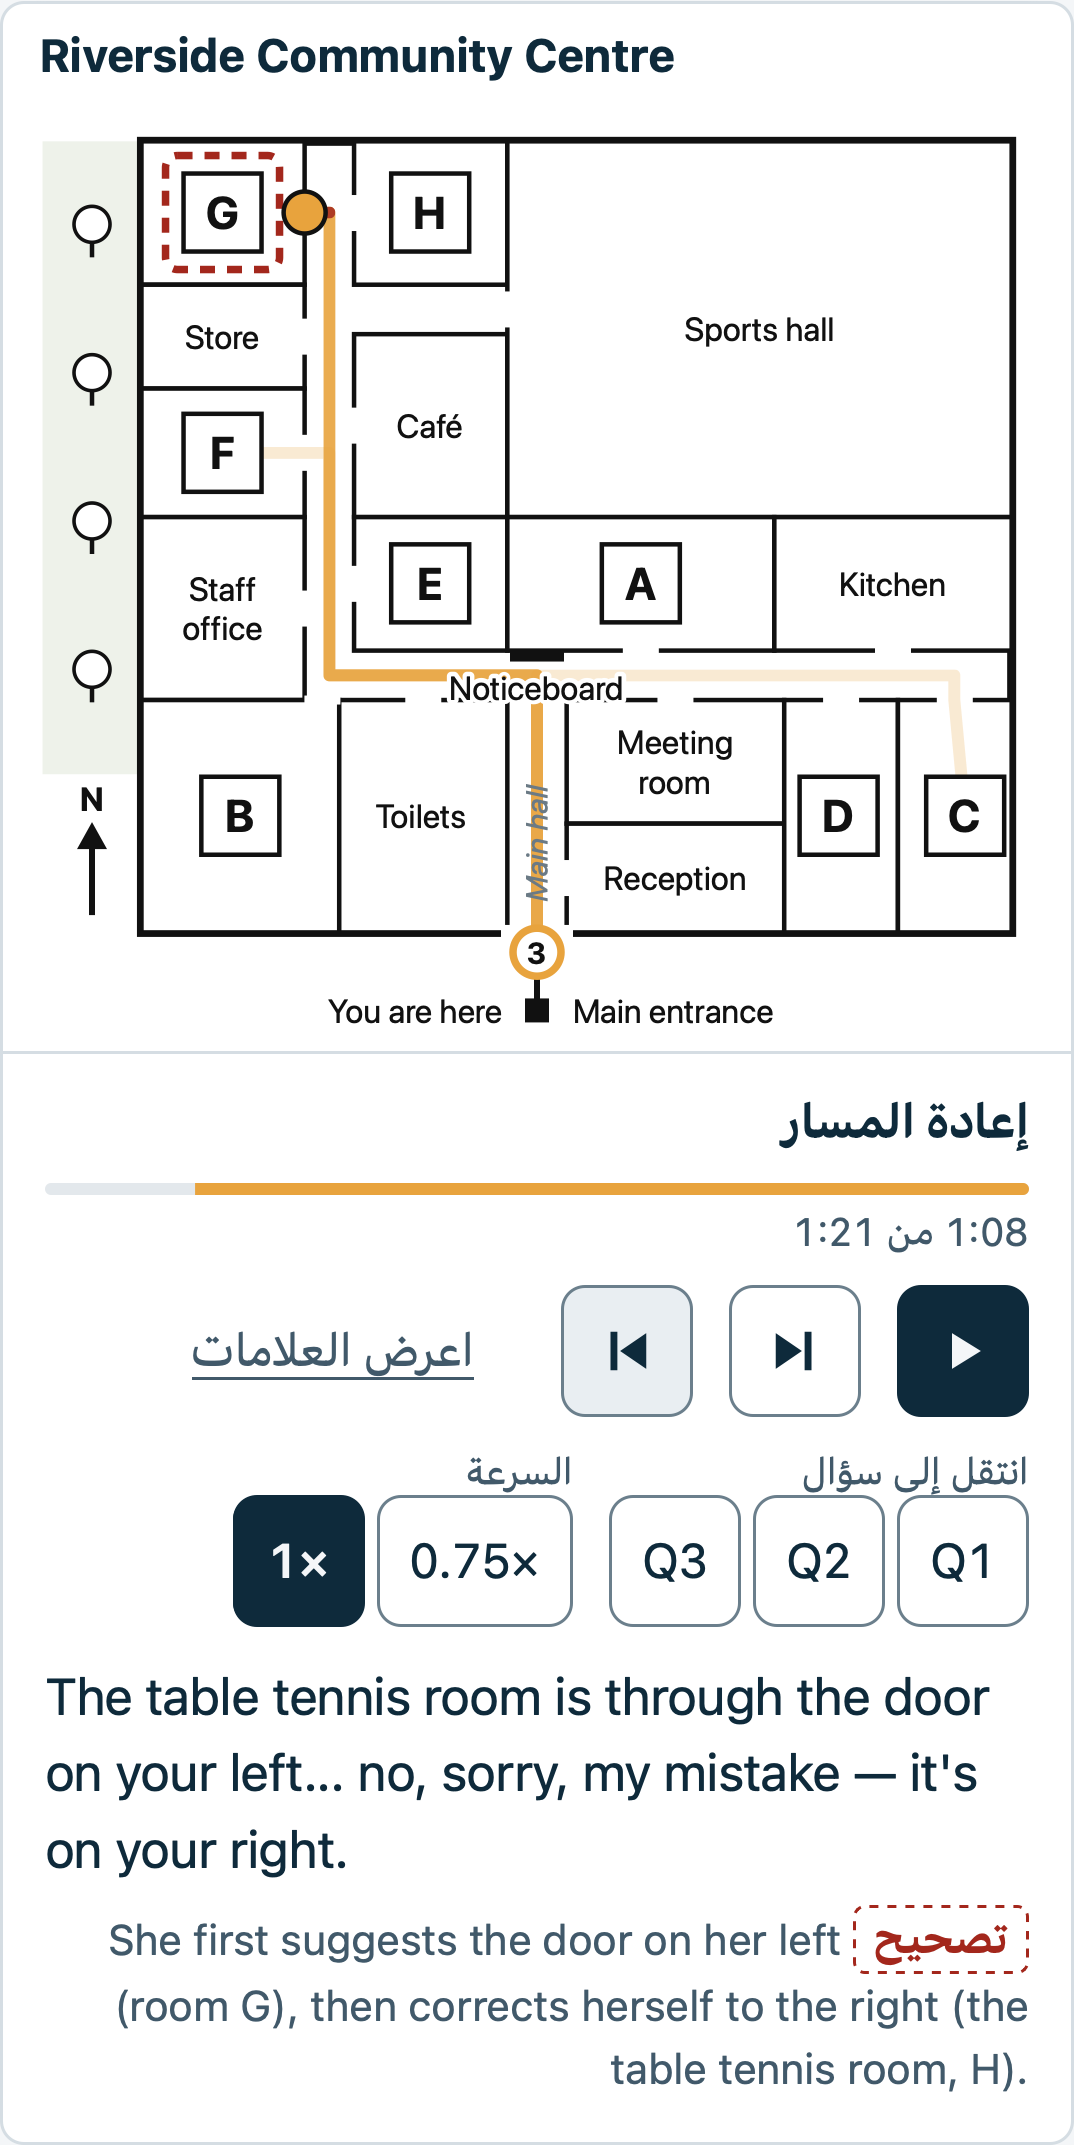 Riverside Community Centre
G
H
Sports hall
Store
Café
F
E
A
Kitchen
Staff
office
Noticeboard
Meeting
room
N
B
Toilets
Main hall
D
C
Reception
3
You are here
Main entrance
إعادة المسار
1:08 من 1:21
اعرض العلامات
انتقل إلى سؤال
السرعة
Q1
Q2
Q3
0.75×
1×
The table tennis room is through the door
on your left... no, sorry, my mistake — it's
on your right.
تصحيح She first suggests the door on her left
(room G), then corrects herself to the right (the
table tennis room, H).